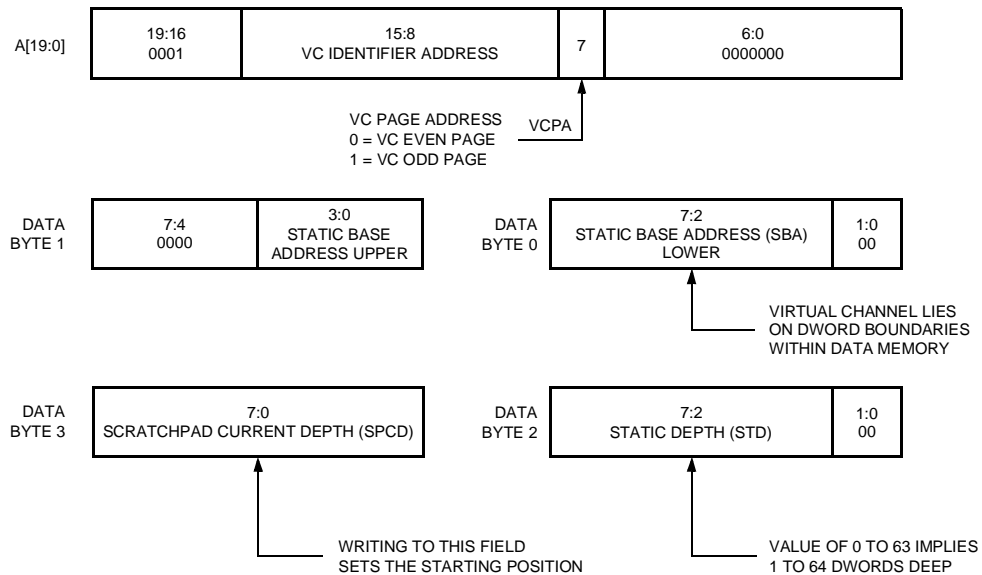 A[19:0]
19:16
0001
15:8
VC IDENTIFIER ADDRESS
7
6:0
0000000
VC PAGE ADDRESS
0 = VC EVEN PAGE
1 = VC ODD PAGE
VCPA
DATA
BYTE 1
7:4
0000
3:0
STATIC BASE
ADDRESS UPPER
DATA
BYTE 0
7:2
STATIC BASE ADDRESS (SBA)
LOWER
1:0
00
VIRTUAL CHANNEL LIES
ON DWORD BOUNDARIES
WITHIN DATA MEMORY
DATA
BYTE 3
7:0
SCRATCHPAD CURRENT DEPTH (SPCD)
DATA
BYTE 2
7:2
STATIC DEPTH (STD)
1:0
00
WRITING TO THIS FIELD
SETS THE STARTING POSITION
VALUE OF 0 TO 63 IMPLIES
1 TO 64 DWORDS DEEP